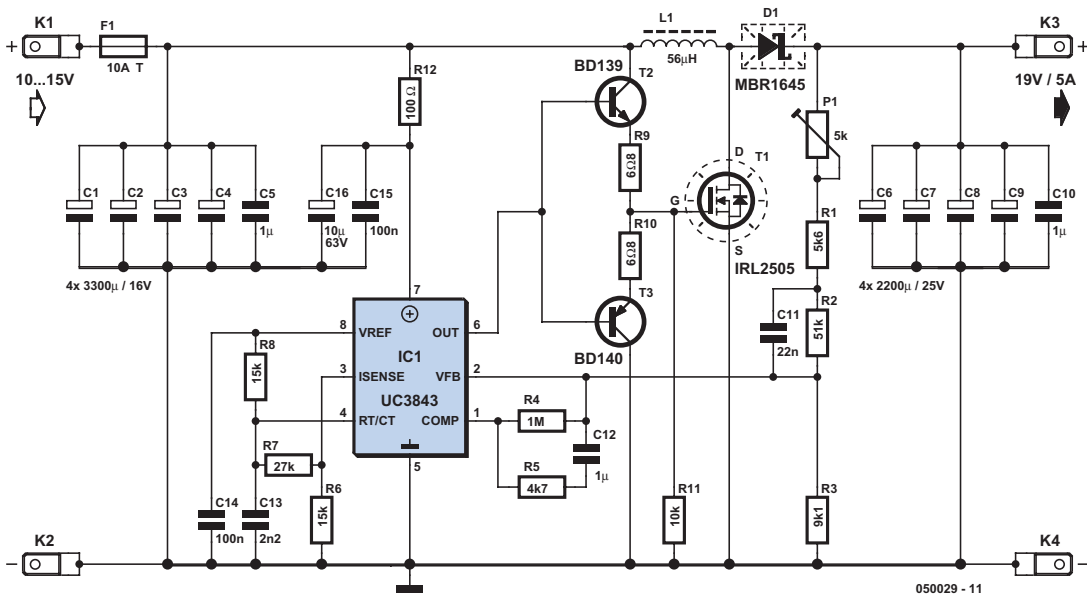 K1
F1
10A T
10...15V
+
R12
100 Ω
L1
56µH
D1
MBR1645
K3
+
19V / 5A
BD139
T2
R9
6Ω8
P1
5k
D
T1
G
S
IRL2505
R10
6Ω8
T3
BD140
R1
5k6
C11
22n
R2
51k
C1
C2
C3
C4
C5
1µ
4x 3300µ / 16V
C16
10µ
63V
C15
100n
C6
C7
C8
C9
C10
1µ
4x 2200µ / 25V
7
8
VREF
OUT
6
IC1
3
ISENSE
VFB
2
UC3843
4
RT/CT
COMP
1
5
R8
15k
R7
27k
R6
15k
C14
100n
C13
2n2
R4
1M
R5
4k7
C12
1µ
R11
10k
R3
9k1
K2
–
K4
–
050029 - 11